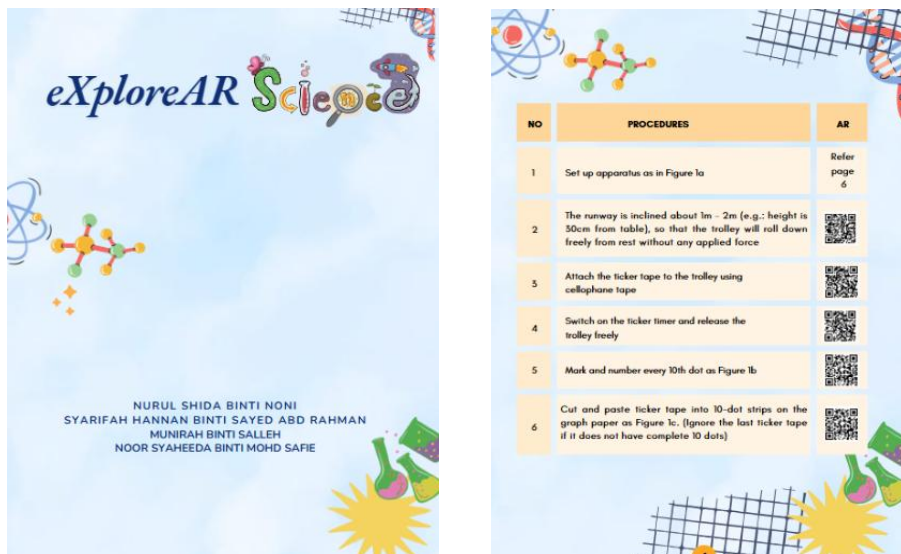 eXploreAR Science
NURUL SHIDA BINTI NONI
SYARIFAH HANNAN BINTI SAYED ABD RAHMAN
MUNIRAH BINTI SALLEH
NOOR SYAHEEDA BINTI MOHD SAFIE
NO PROCEDURES AR
1 Set up apparatus as in Figure 1a Refer
page
6
2 The runway is inclined about 1m - 2m (e.g.: height is
50cm from table), so that the trolley will roll down
freely from rest without any applied force
3 Attach the ticker tape to the trolley using
cellophane tape
4 Switch on the ticker timer and release the
trolley freely
5 Mark and number every 10th dot as Figure 1b
6 Cut and paste ticker tape into 10-dot strips on the
graph paper as Figure 1c. (Ignore the last ticker tape
if it does not have complete 10 dots)